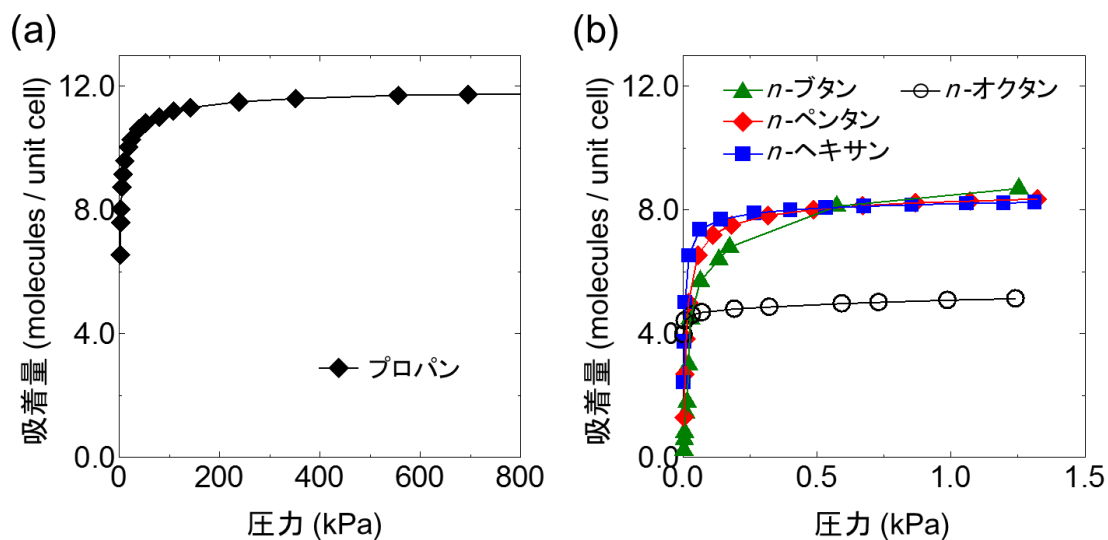 (a)
吸着量 (molecules / unit cell)
12.0
8.0
4.0
0.0
0
200
400
600
800
圧力 (kPa)
プロパン
(b)
吸着量 (molecules / unit cell)
12.0
8.0
4.0
0.0
0.0
0.5
1.0
1.5
圧力 (kPa)
n-ブタン
n-オクタン
n-ペンタン
n-ヘキサン